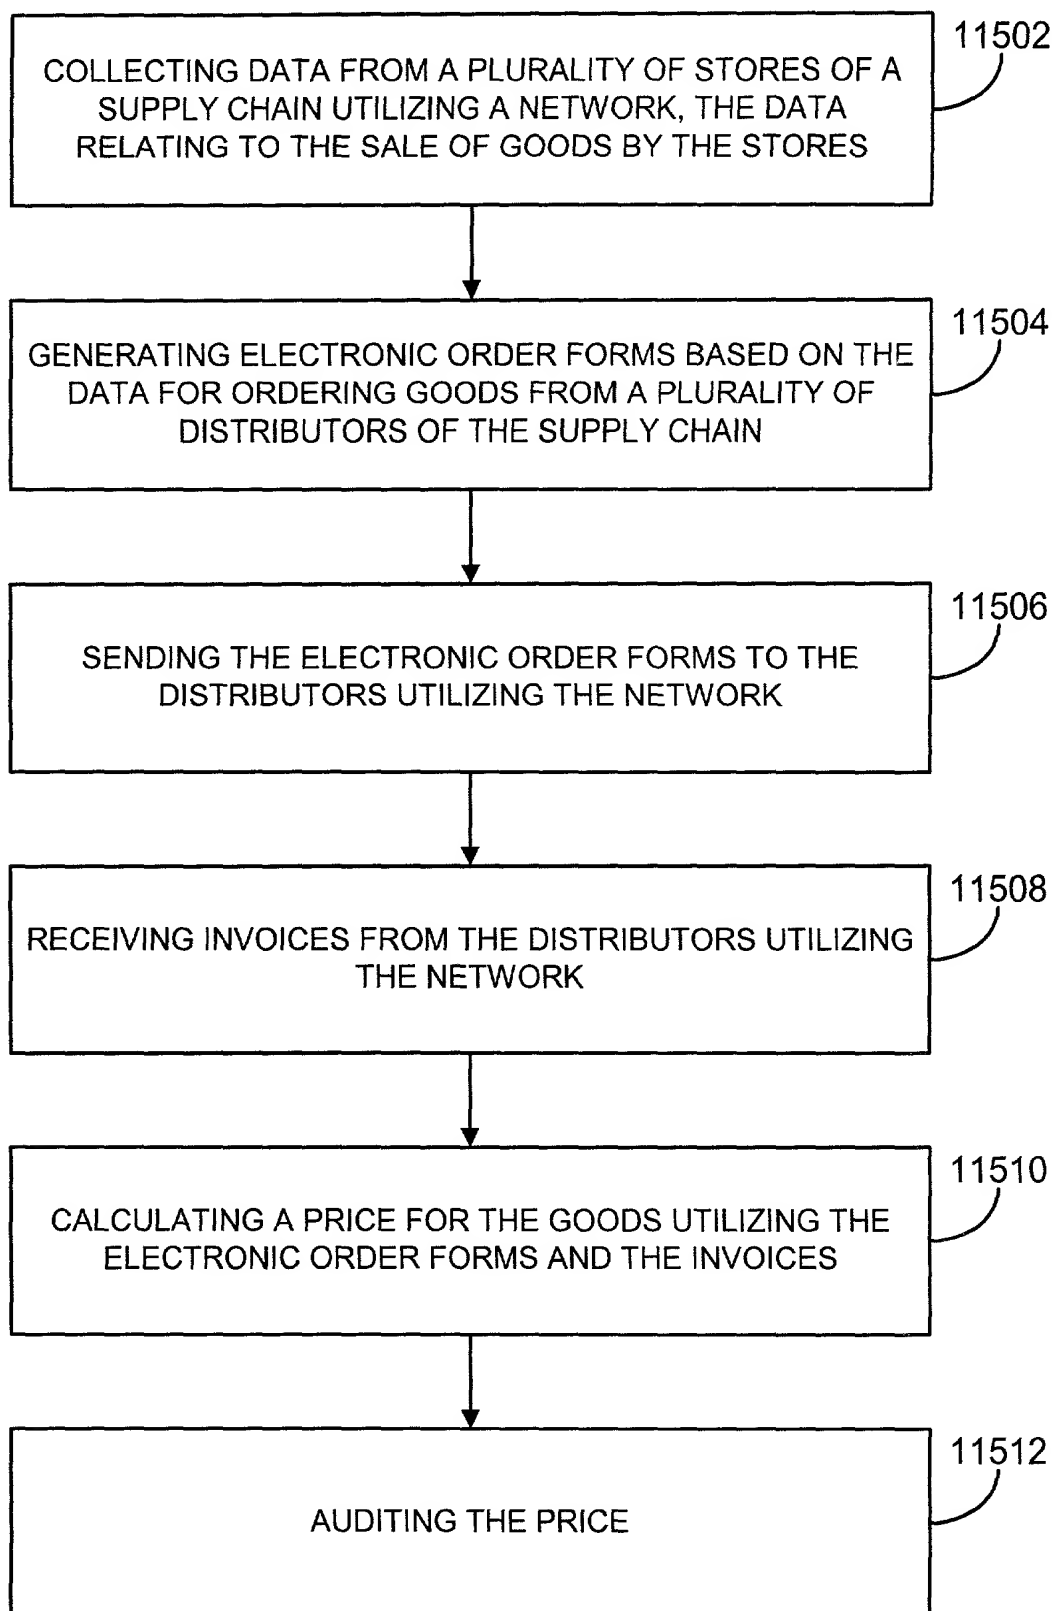 11502
COLLECTING DATA FROM A PLURALITY OF STORES OF A
SUPPLY CHAIN UTILIZING A NETWORK, THE DATA
RELATING TO THE SALE OF GOODS BY THE STORES
11504
GENERATING ELECTRONIC ORDER FORMS BASED ON THE
DATA FOR ORDERING GOODS FROM A PLURALITY OF
DISTRIBUTORS OF THE SUPPLY CHAIN
11506
SENDING THE ELECTRONIC ORDER FORMS TO THE
DISTRIBUTORS UTILIZING THE NETWORK
11508
RECEIVING INVOICES FROM THE DISTRIBUTORS UTILIZING
THE NETWORK
11510
CALCULATING A PRICE FOR THE GOODS UTILIZING THE
ELECTRONIC ORDER FORMS AND THE INVOICES
11512
AUDITING THE PRICE